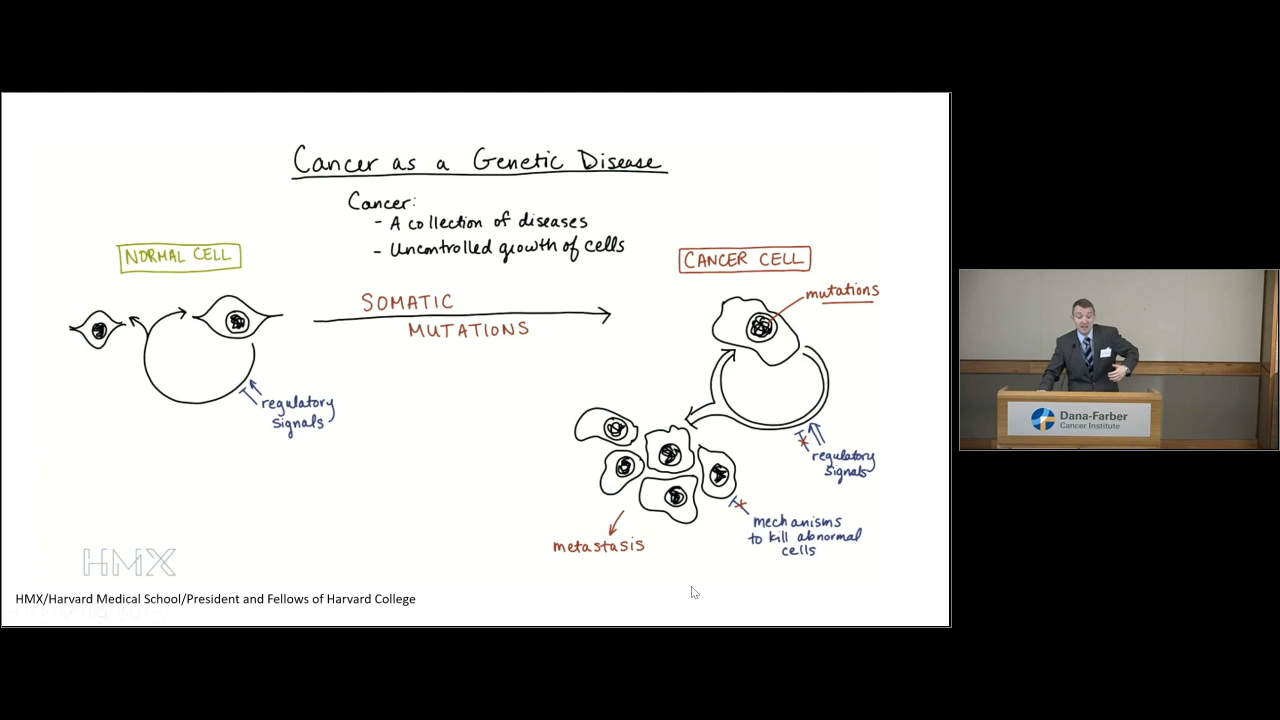 Cancer as a Genetic Disease
Cancer:
- A collection of diseases
- Uncontrolled growth of cells
NORMAL CELL
CANCER CELL
SOMATIC
MUTATIONS
mutations
regulatory
signals
regulatory
signals
mechanisms
to kill abnormal
cells
metastasis
HMX
HMX/Harvard Medical School/President and Fellows of Harvard College
Dana-Farber
Cancer Institute